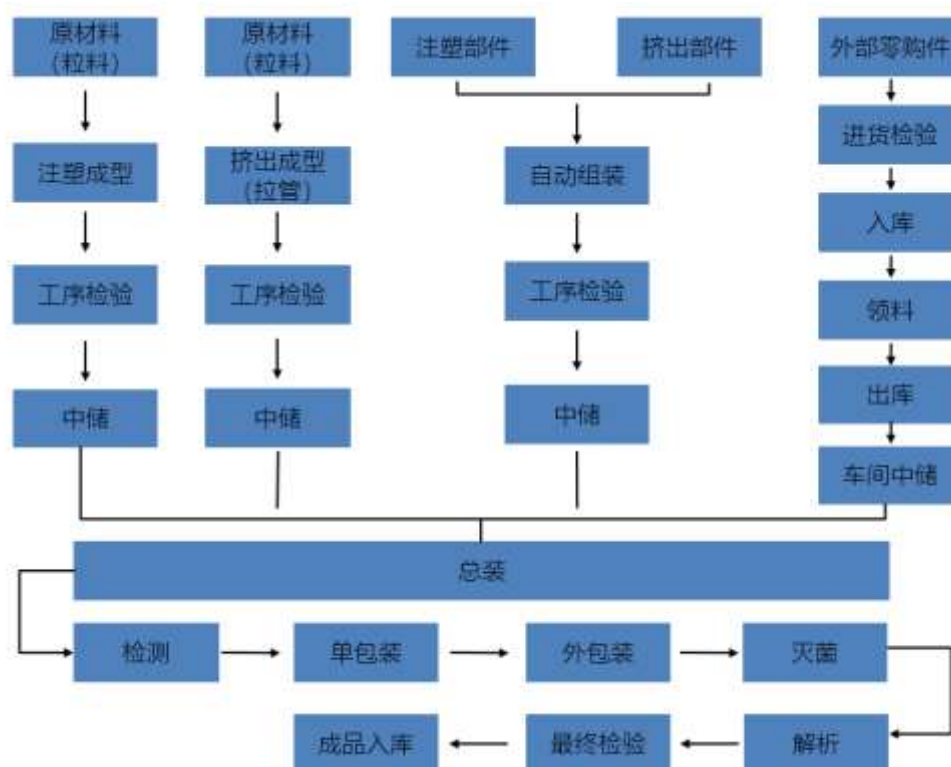 原材料
（粒料）
原材料
（粒料）
注塑部件
挤出部件
外部零购件
进货检验
注塑成型
挤出成型
（拉管）
自动组装
入库
工序检验
工序检验
工序检验
领料
出库
中储
中储
中储
车间中储
总装
检测
单包装
外包装
灭菌
成品入库
最终检验
解析